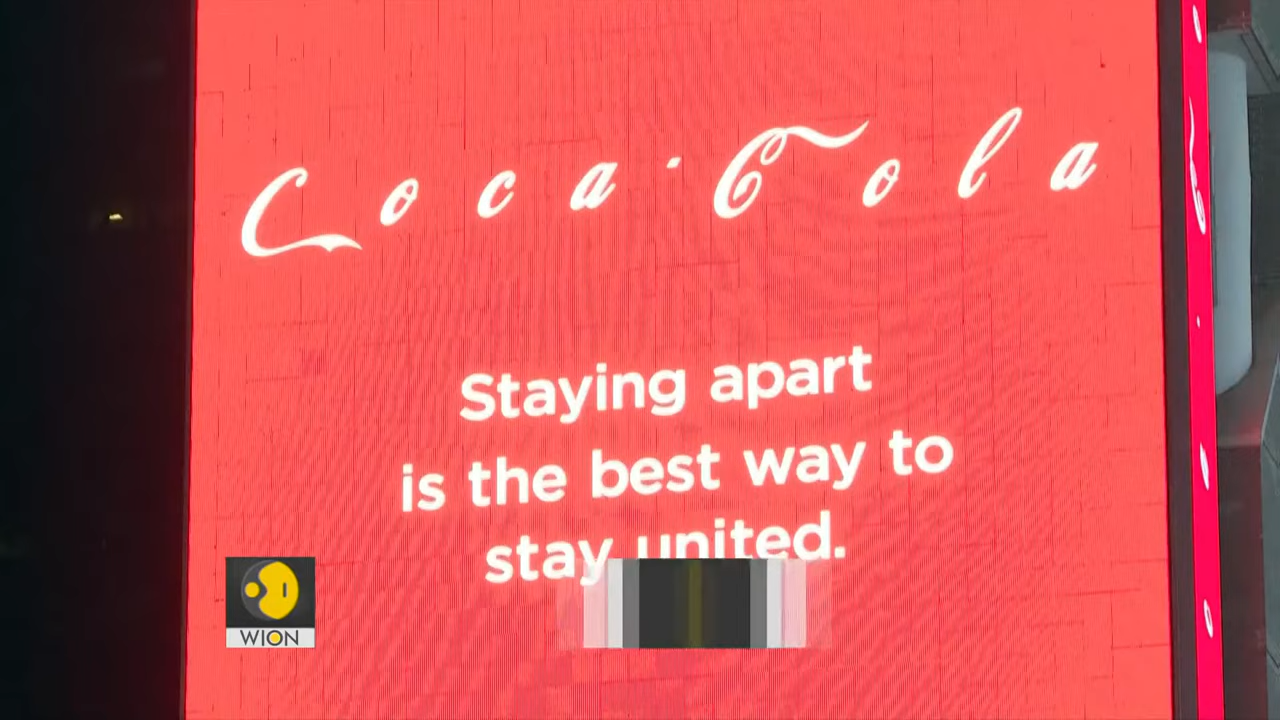 Coca-Cola
Staying apart
is the best way to
stay united.
WION